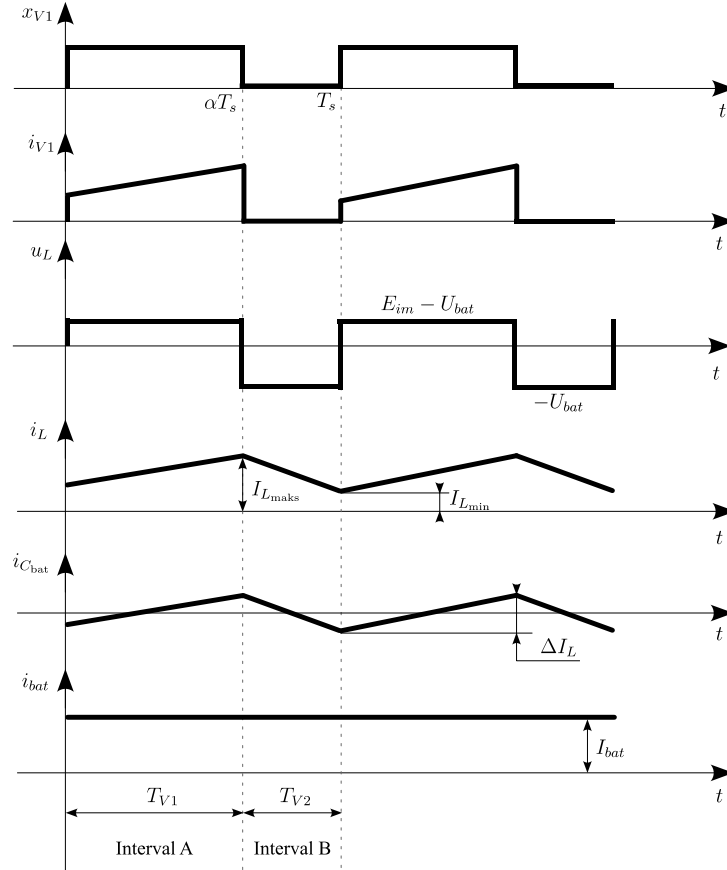 x_{V1}
αT_s T_s
t
i_{V1}
t
u_L
E_{im} − U_{bat}
t
−U_{bat}
i_L
I_{L_{maks}} I_{L_{min}}
t
i_{C_{bat}}
ΔI_L
t
i_{bat}
I_{bat}
T_{V1} T_{V2} t
Interval A Interval B